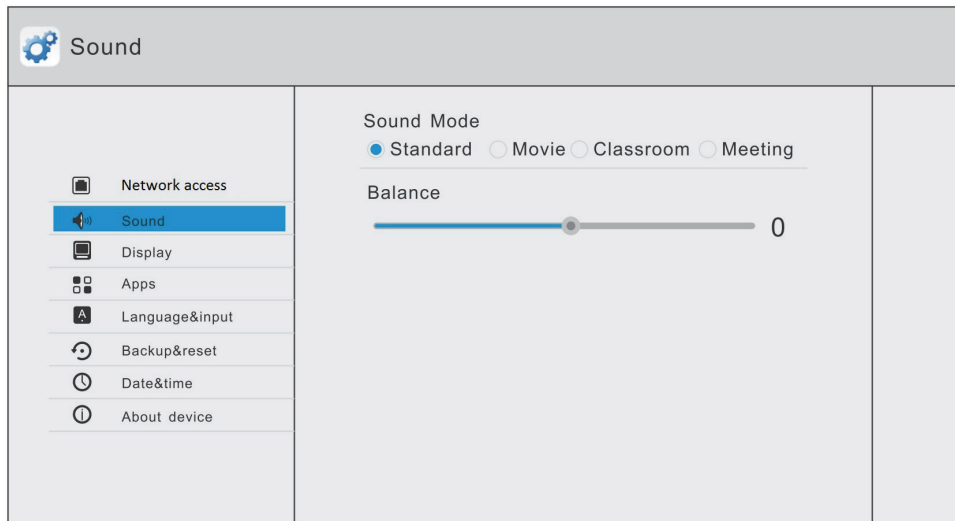 Sound
Network access
Sound
Display
Apps
A
Language&input
Backup&reset
Date&time
About device
Sound Mode
Standard Movie Classroom Meeting
Balance
0